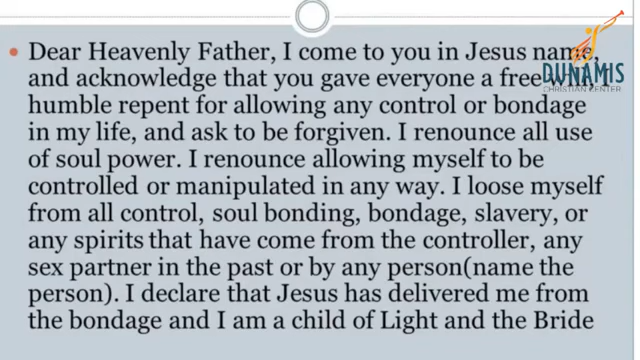 Dear Heavenly Father, I come to you in Jesus name,
and acknowledge that you gave everyone a free will
humble repent for allowing any control or bondage
in my life, and ask to be forgiven. I renounce all use
of soul power. I renounce allowing myself to be
controlled or manipulated in any way. I loose myself
from all control, soul bonding, bondage, slavery, or
any spirits that have come from the controller, any
sex partner in the past or by any person(name the
person). I declare that Jesus has delivered me from
the bondage and I am a child of Light and the Bride
DUNAMIS
CHRISTIAN CENTER